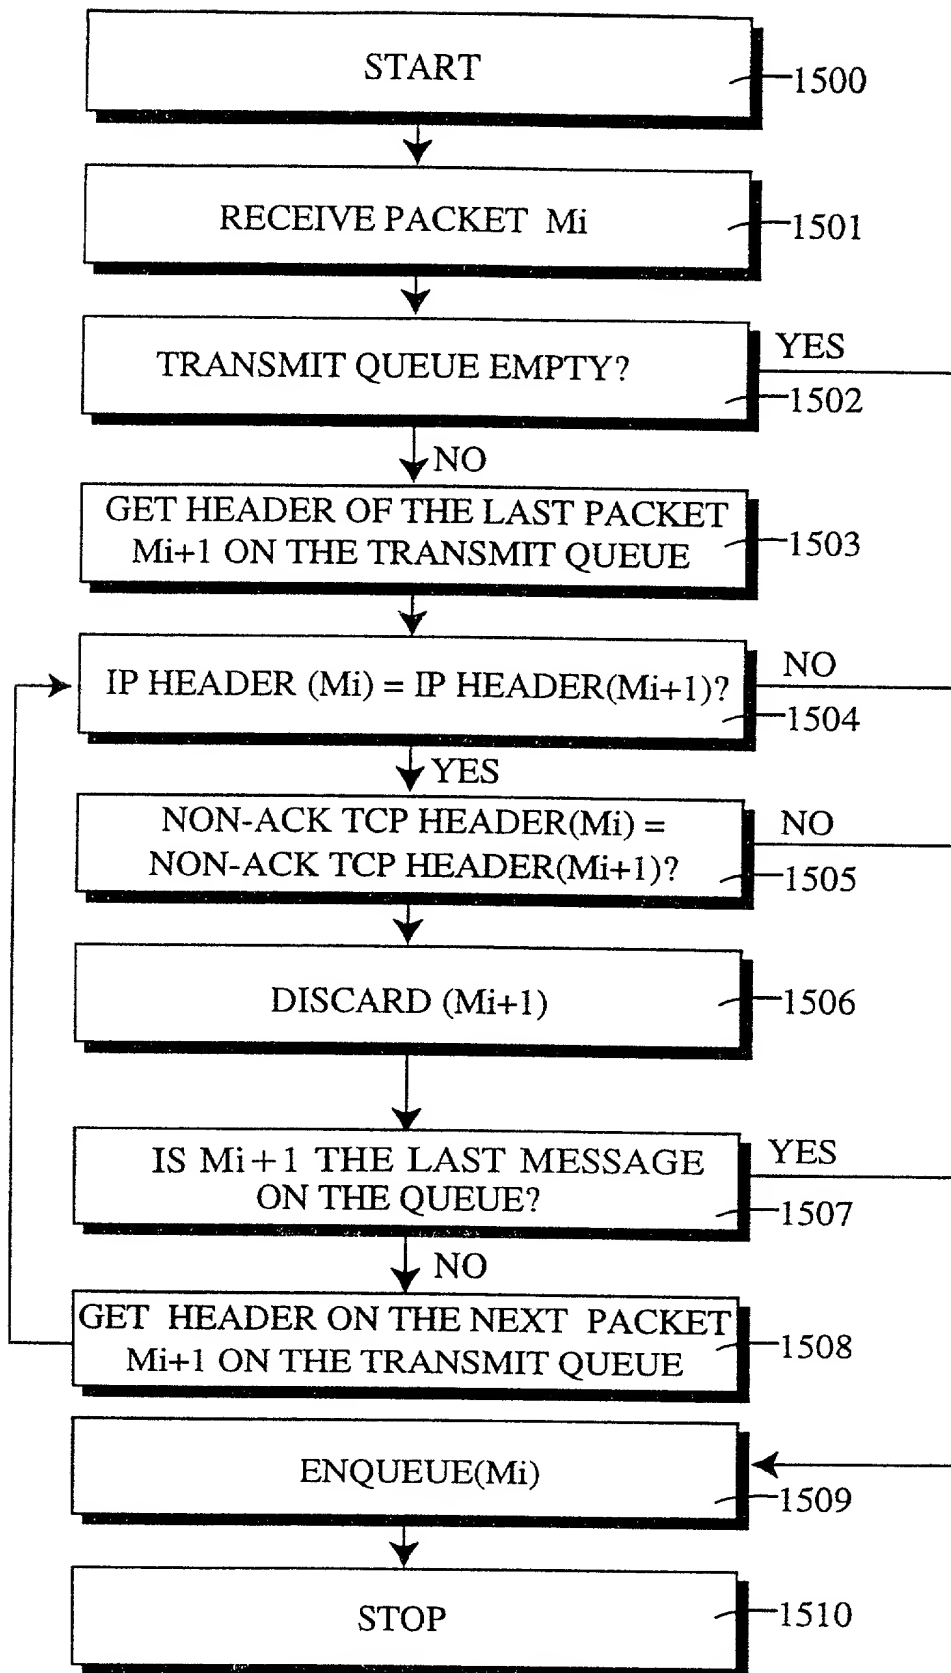 START
1500
RECEIVE PACKET Mi
1501
TRANSMIT QUEUE EMPTY?
YES
1502
NO
GET HEADER OF THE LAST PACKET
Mi+1 ON THE TRANSMIT QUEUE
1503
IP HEADER (Mi) = IP HEADER(Mi+1)?
NO
1504
YES
NON-ACK TCP HEADER(Mi) =
NON-ACK TCP HEADER(Mi+1)?
NO
1505
DISCARD (Mi+1)
1506
IS Mi+1 THE LAST MESSAGE
ON THE QUEUE?
YES
1507
NO
GET HEADER ON THE NEXT PACKET
Mi+1 ON THE TRANSMIT QUEUE
1508
ENQUEUE(Mi)
1509
STOP
1510